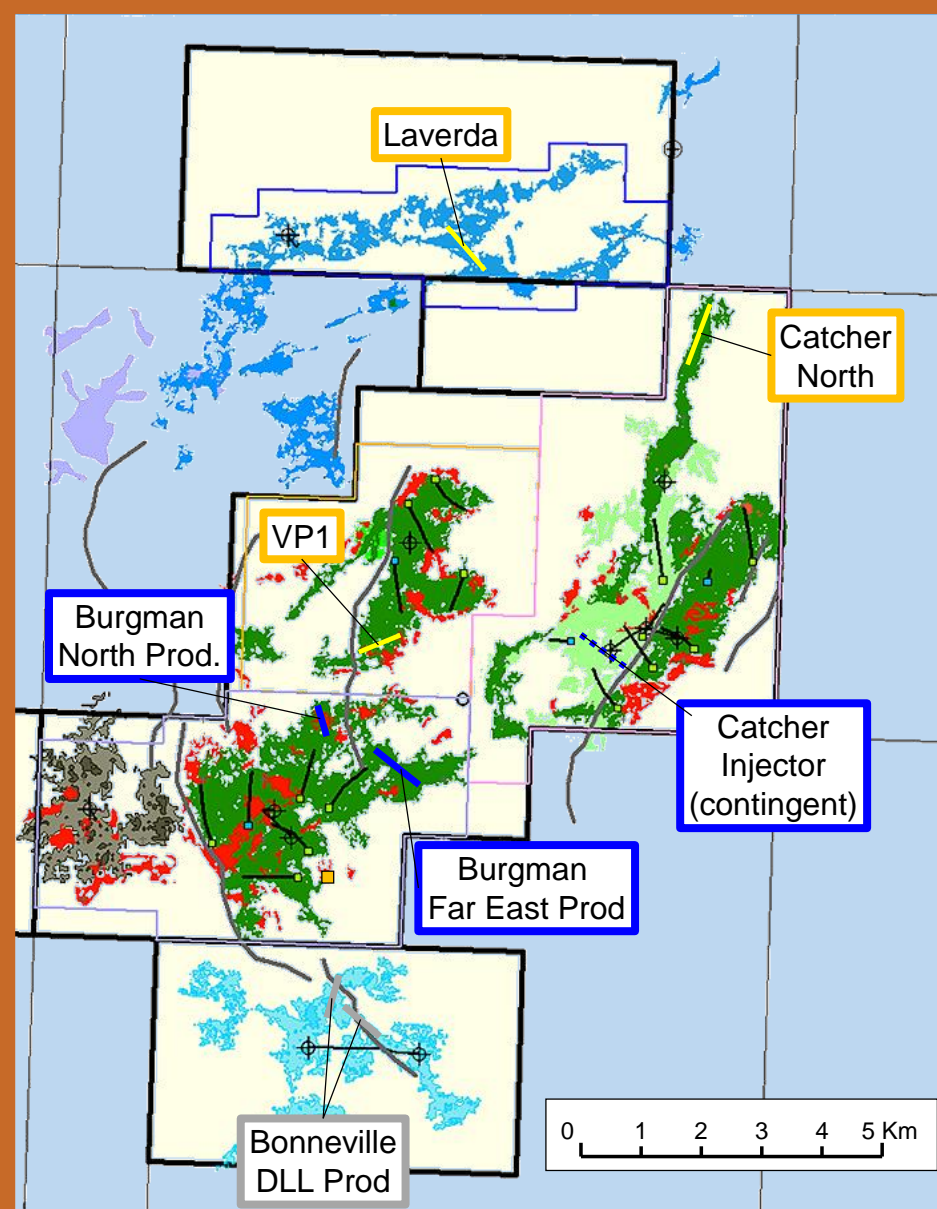 Laverda
Catcher
North
VP1
Burgman
North Prod.
Catcher
Injector
(contingent)
Burgman
Far East Prod
Bonneville
DLL Prod
0 1 2 3 4 5 Km